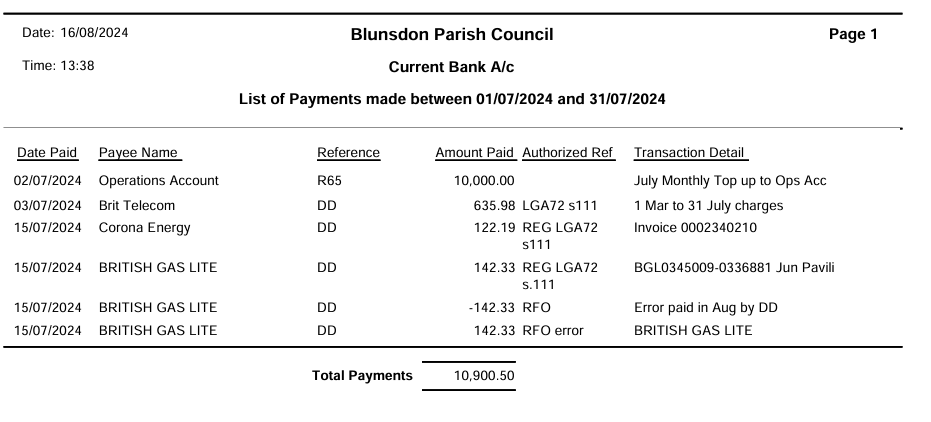 Date: 16/08/2024 Blunsdon Parish Council Page 1
Time: 13:38 Current Bank A/c
List of Payments made between 01/07/2024 and 31/07/2024
Date Paid Payee Name Reference Amount Paid Authorized Ref Transaction Detail
02/07/2024 Operations Account R65 10,000.00 July Monthly Top up to Ops Acc
03/07/2024 Brit Telecom DD 635.98 LGA72 s111 1 Mar to 31 July charges
15/07/2024 Corona Energy DD 122.19 REG LGA72 Invoice 0002340210
s111
15/07/2024 BRITISH GAS LITE DD 142.33 REG LGA72 BGL0345009-0336881 Jun Pavili
s.111
15/07/2024 BRITISH GAS LITE DD -142.33 RFO Error paid in Aug by DD
15/07/2024 BRITISH GAS LITE DD 142.33 RFO error BRITISH GAS LITE
Total Payments 10,900.50